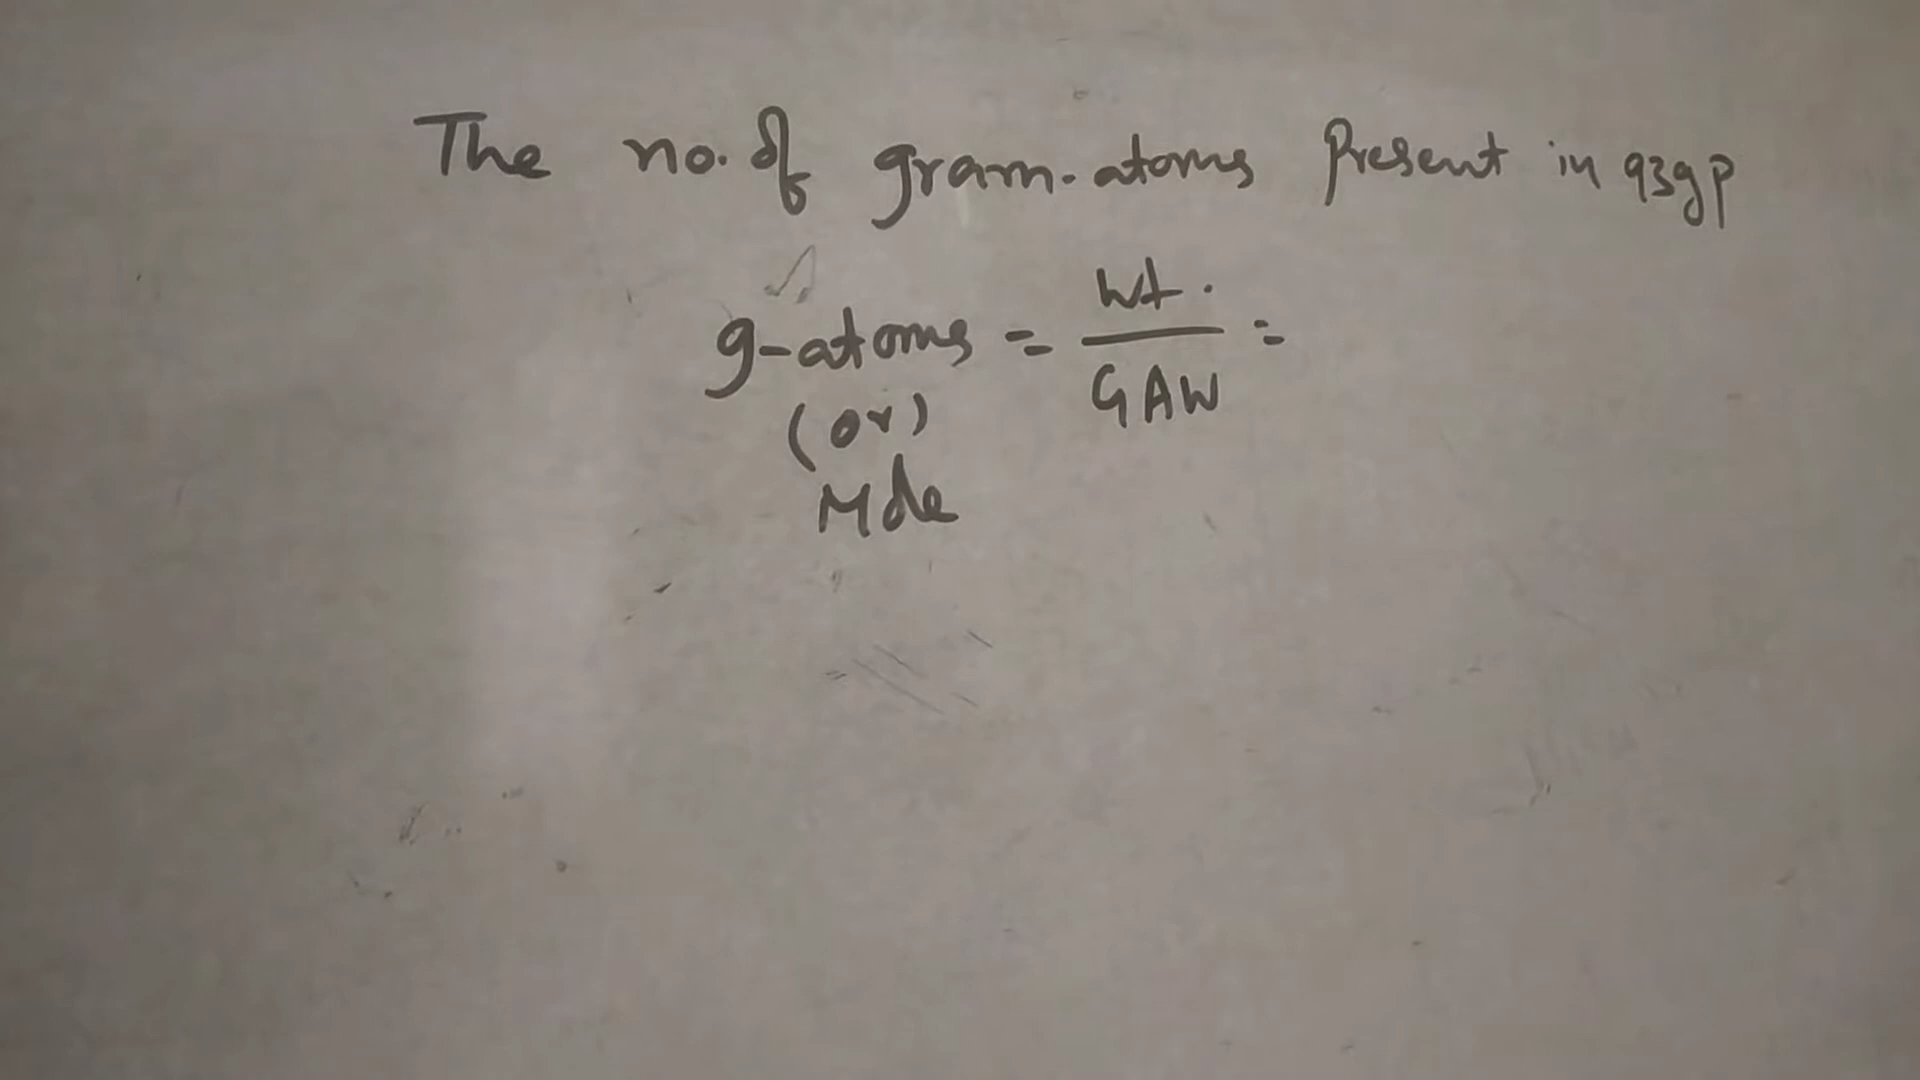 The no. of gram-atoms Present in 93gp
g-atoms = Wt. / GAW =
(or)
Mole